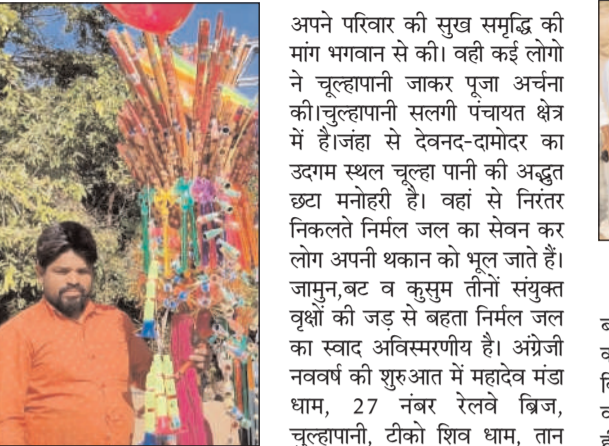 अपने परिवार की सुख समृद्धि की
मांग भगवान से की। वही कई लोगो
ने चूल्हापानी जाकर पूजा अर्चना
की।चुल्हापानी सलगी पंचायत क्षेत्र
में है।जंहा से देवनद-दामोदर का
उदगम स्थल चूल्हा पानी की अद्भुत
छटा मनोहरी है। वहां से निरंतर
निकलते निर्मल जल का सेवन कर
लोग अपनी थकान को भूल जाते हैं।
जामुन,बट व कुसुम तीनों संयुक्त
वृक्षों की जड़ से बहता निर्मल जल
का स्वाद अविस्मरणीय है। अंग्रेजी
नववर्ष की शुरुआत में महादेव मंडा
धाम, 27 नंबर रेलवे ब्रिज,
चूल्हापानी, टीको शिव धाम, तान